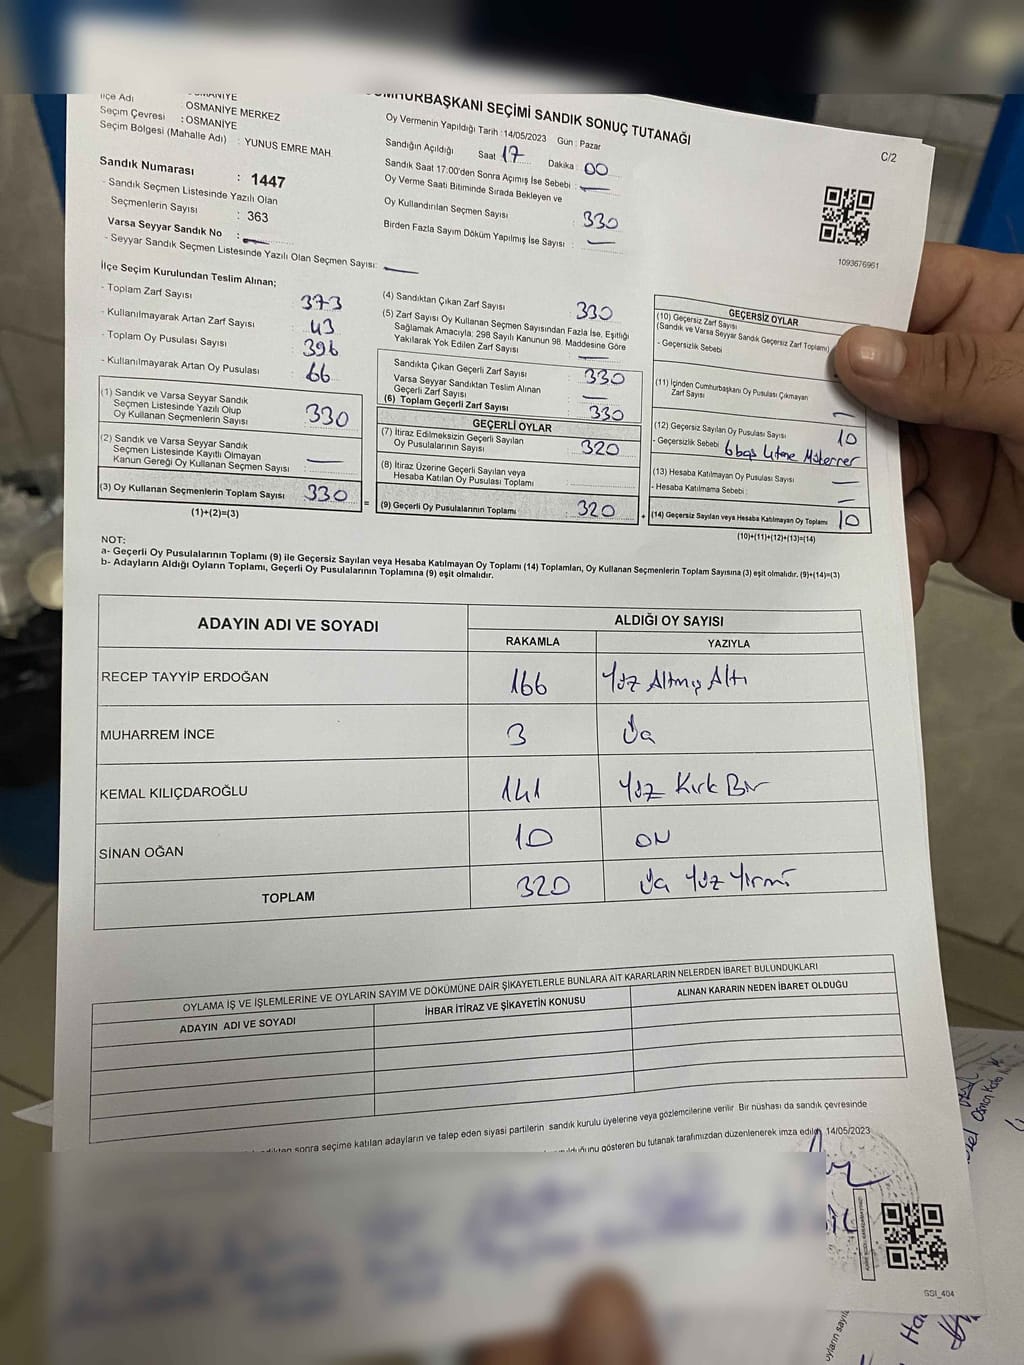 İlçe Adı
OSMANİYE MERKEZ
Seçim Çevresi : OSMANİYE
Seçim Bölgesi (Mahalle Adı) : YUNUS EMRE MAH
Sandık Numarası : 1447
- Sandık Seçmen Listesinde Yazılı Olan
Seçmenlerin Sayısı : 363
Varsa Seyyar Sandık No :
- Seyyar Sandık Seçmen Listesinde Yazılı Olan Seçmen Sayısı:
SEÇİMİ SANDIK SONUÇ TUTANAĞI
Oy Vermenin Yapıldığı Tarih : 14/05/2023 Gün : Pazar
Sandığın Açıldığı Saat 17 Dakika 00
Sandık Saat 17:00'den Sonra Açımış İse Sebebi :
Oy Verme Saati Bitiminde Sırada Bekleyen ve
Oy Kullandırılan Seçmen Sayısı : 330
Birden Fazla Sayım Döküm Yapılmış İse Sayısı :
C/2
1093676961
İlçe Seçim Kurulundan Teslim Alınan;
- Toplam Zarf Sayısı 373
- Kullanılmayarak Artan Zarf Sayısı 43
- Toplam Oy Pusulası Sayısı 396
- Kullanılmayarak Artan Oy Pusulası 66
(1) Sandık ve Varsa Seyyar Sandık
Seçmen Listesinde Yazılı Olup
Oy Kullanan Seçmenlerin Sayısı 330
(2) Sandık ve Varsa Seyyar Sandık
Seçmen Listesinde Kayıtlı Olmayan
Kanun Gereği Oy Kullanan Seçmen Sayısı :
(3) Oy Kullanan Seçmenlerin Toplam Sayısı 330 =
(1)+(2)=(3)
(4) Sandıktan Çıkan Zarf Sayısı 330
(5) Zarf Sayısı Oy Kullanan Seçmen Sayısından Fazla İse, Eşitliği
Sağlamak Amacıyla; 298 Sayılı Kanunun 98. Maddesine Göre
Yakılarak Yok Edilen Zarf Sayısı
Sandıkta Çıkan Geçerli Zarf Sayısı 330
Varsa Seyyar Sandıktan Teslim Alınan
Geçerli Zarf Sayısı
(6) Toplam Geçerli Zarf Sayısı 330
GEÇERLİ OYLAR
(7) İtiraz Edilmeksizin Geçerli Sayılan
Oy Pusulalarının Sayısı 320
(8) İtiraz Üzerine Geçerli Sayılan veya
Hesaba Katılan Oy Pusulası Toplamı
(9) Geçerli Oy Pusulalarının Toplamı : 320 +
GEÇERSİZ OYLAR
(10) Geçersiz Zarf Sayısı
(Sandık ve Varsa Seyyar Sandık Geçersiz Zarf Toplamı)
- Geçersizlik Sebebi
(11) İçinden Cumhurbaşkanı Oy Pusulası Çıkmayan
Zarf Sayısı
(12) Geçersiz Sayılan Oy Pusulası Sayısı 10
- Geçersizlik Sebebi
(13) Hesaba Katılmayan Oy Pusulası Sayısı
- Hesaba Katılmama Sebebi :
(14) Geçersiz Sayılan veya Hesaba Katılmayan Oy Toplamı 10
(10)+(11)+(12)+(13)=(14)
NOT:
a- Geçerli Oy Pusulalarının Toplamı (9) ile Geçersiz Sayılan veya Hesaba Katılmayan Oy Toplamı (14) Toplamları, Oy Kullanan Seçmenlerin Toplam Sayısına (3) eşit olmalıdır. (9)+(14)=(3)
b- Adayların Aldığı Oyların Toplamı, Geçerli Oy Pusulalarının Toplamına (9) eşit olmalıdır.
ADAYIN ADI VE SOYADI ALDIĞI OY SAYISI
RAKAMLA YAZIYLA
RECEP TAYYİP ERDOĞAN 166 Yüz Altmış Altı
MUHARREM İNCE 3 Üç
KEMAL KILIÇDAROĞLU 141 Yüz Kırk Bir
SİNAN OĞAN 10 ON
TOPLAM 320 Üç Yüz Yirmi
OYLAMA İŞ VE İŞLEMLERİNE VE OYLARIN SAYIM VE DÖKÜMÜNE DAİR ŞİKAYETLERLE BUNLARA AİT KARARLARIN NELERDEN İBARET BULUNDUKLARI
ADAYIN ADI VE SOYADI İHBAR İTİRAZ VE ŞİKAYETİN KONUSU ALINAN KARARIN NEDEN İBARET OLDUĞU
sonra seçime katılan adayların ve talep eden siyasi partilerin sandık kurulu üyelerine veya gözlemcilerine verilir. Bir nüshası da sandık çevresinde
gösteren bu tutanak tarafımızdan düzenlenerek imza edildi. 14/05/2023
SSI_404